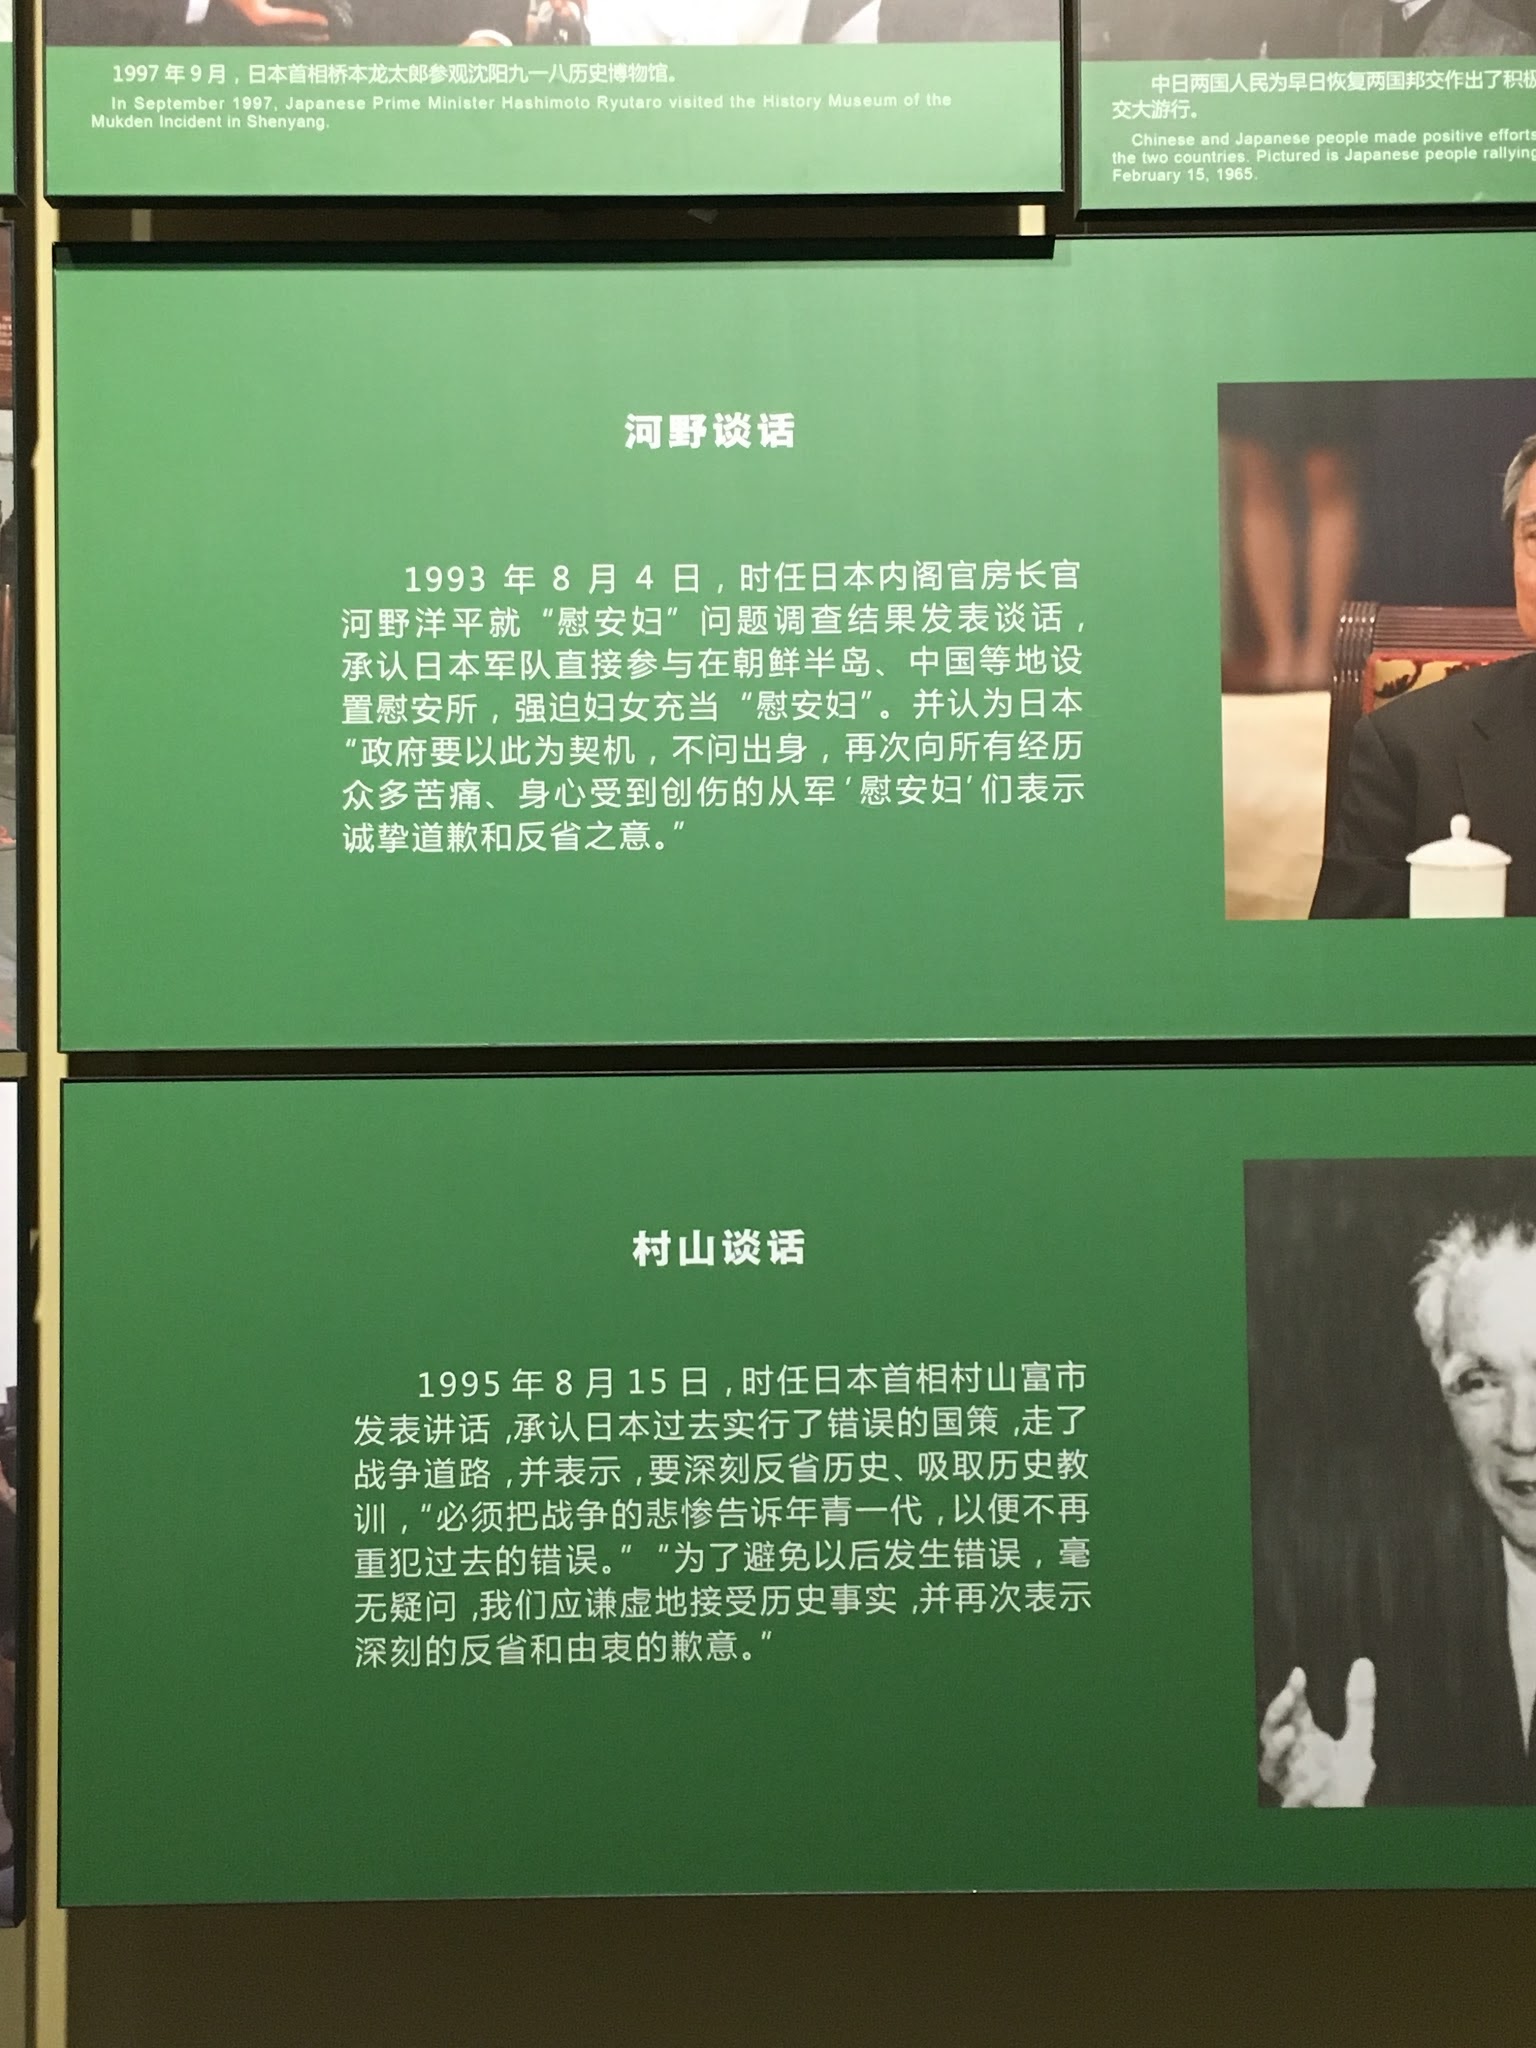 1997 年 9 月，日本首相桥本龙太郎参观沈阳九一八历史博物馆。
In September 1997, Japanese Prime Minister Hashimoto Ryutaro visited the History Museum of the
Mukden Incident in Shenyang.
中日两国人民为早日恢复两国邦交作出了积极
交大游行。
Chinese and Japanese people made positive efforts
the two countries. Pictured is Japanese people rallying
February 15, 1965.
河野谈话
1993 年 8 月 4 日，时任日本内阁官房长官
河野洋平就“慰安妇”问题调查结果发表谈话，
承认日本军队直接参与在朝鲜半岛、中国等地设
置慰安所，强迫妇女充当“慰安妇”。并认为日本
“政府要以此为契机，不问出身，再次向所有经历
众多苦痛、身心受到创伤的从军‘慰安妇’们表示
诚挚道歉和反省之意。”
村山谈话
1995 年 8 月 15 日，时任日本首相村山富市
发表讲话，承认日本过去实行了错误的国策，走了
战争道路，并表示，要深刻反省历史、吸取历史教
训，“必须把战争的悲惨告诉年青一代，以便不再
重犯过去的错误。”“为了避免以后发生错误，毫
无疑问，我们应谦虚地接受历史事实，并再次表示
深刻的反省和由衷的歉意。”